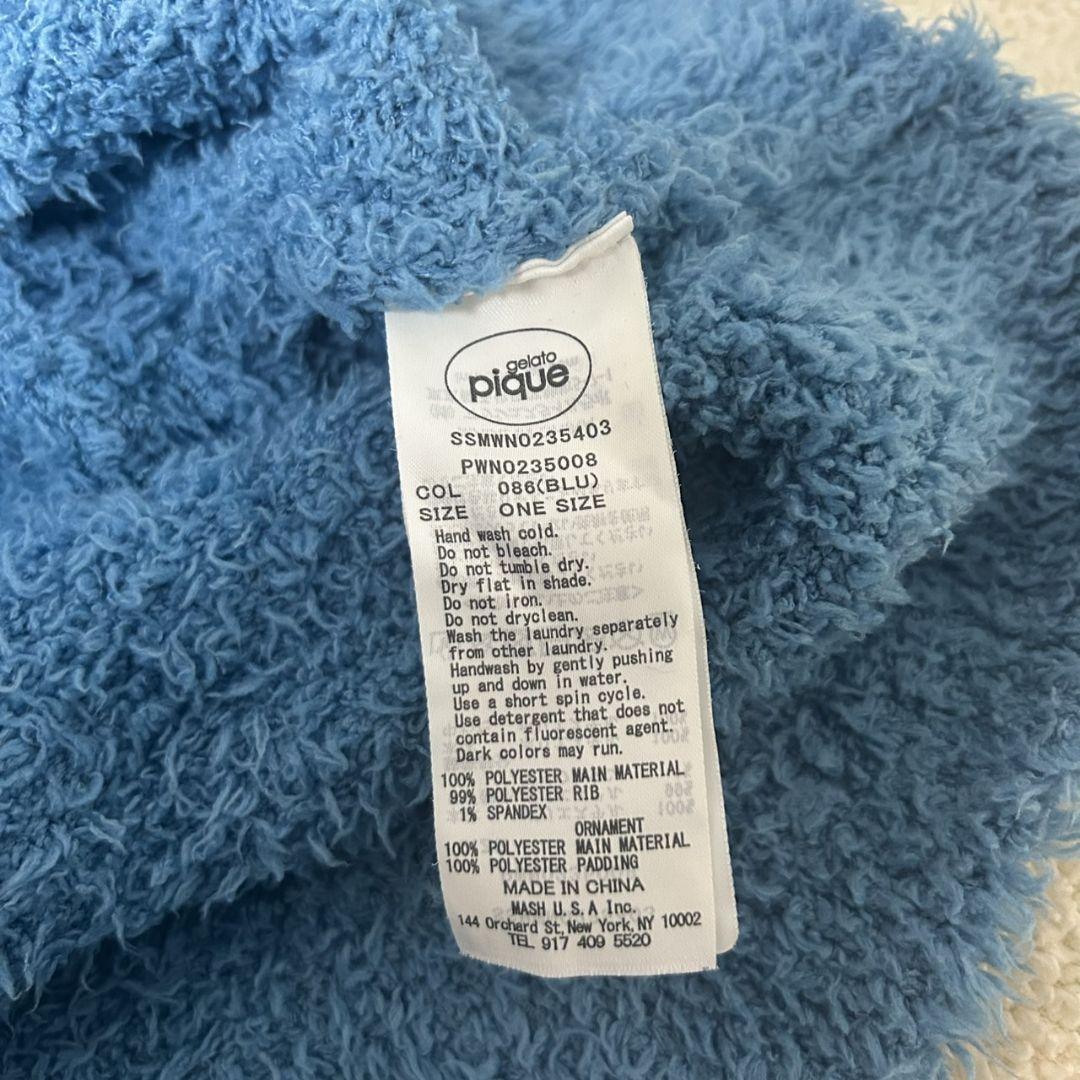 gelato
pique
SSMWN0235403
PWN0235008
COL 086(BLU)
SIZE ONE SIZE
Hand wash cold.
Do not bleach.
Do not tumble dry.
Dry flat in shade.
Do not iron.
Do not dryclean.
Wash the laundry separately
from other laundry.
Handwash by gently pushing
up and down in water.
Use a short spin cycle.
Use detergent that does not
contain fluorescent agent.
Dark colors may run.
100% POLYESTER MAIN MATERIAL
99% POLYESTER RIB
1% SPANDEX
ORNAMENT
100% POLYESTER MAIN MATERIAL
100% POLYESTER PADDING
MADE IN CHINA
MASH U.S.A Inc.
144 Orchard St, New York, NY 10002
TEL 917 409 5520